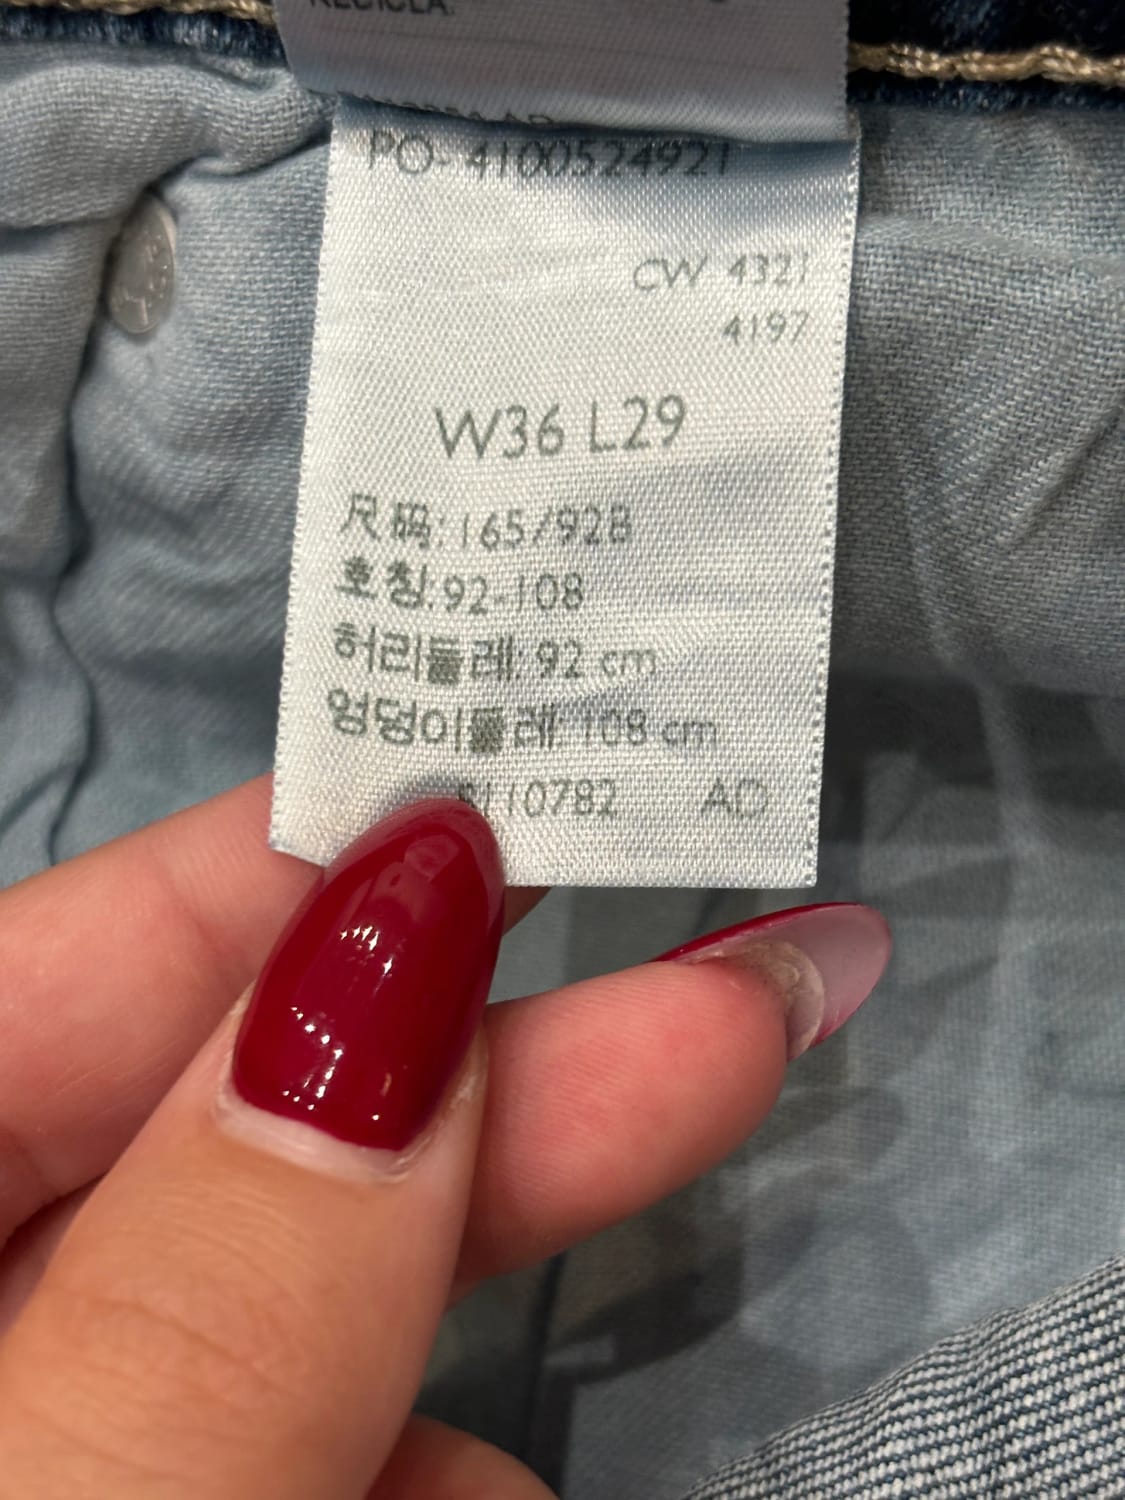 PO- 4100524921
CW 4321
4197
W36 L29
尺码: 165/92B
호칭: 92-108
허리둘레: 92 cm
엉덩이둘레: 108 cm
AD